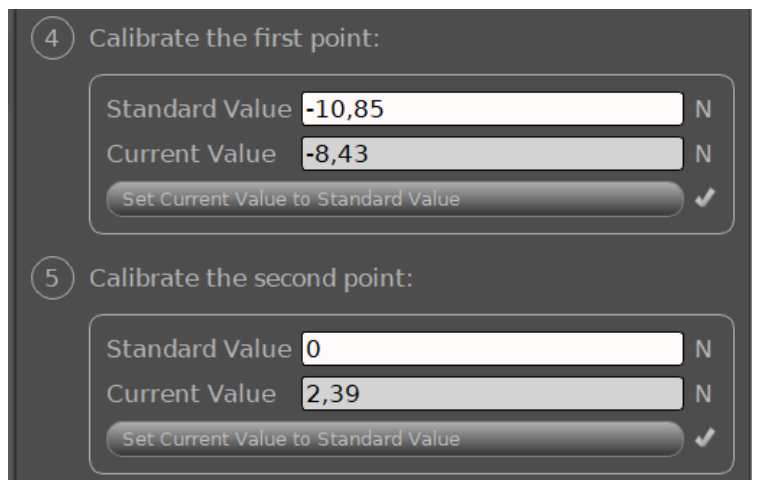 4 Calibrate the first point:
Standard Value -10,85 N
Current Value -8,43 N
Set Current Value to Standard Value
5 Calibrate the second point:
Standard Value 0 N
Current Value 2,39 N
Set Current Value to Standard Value